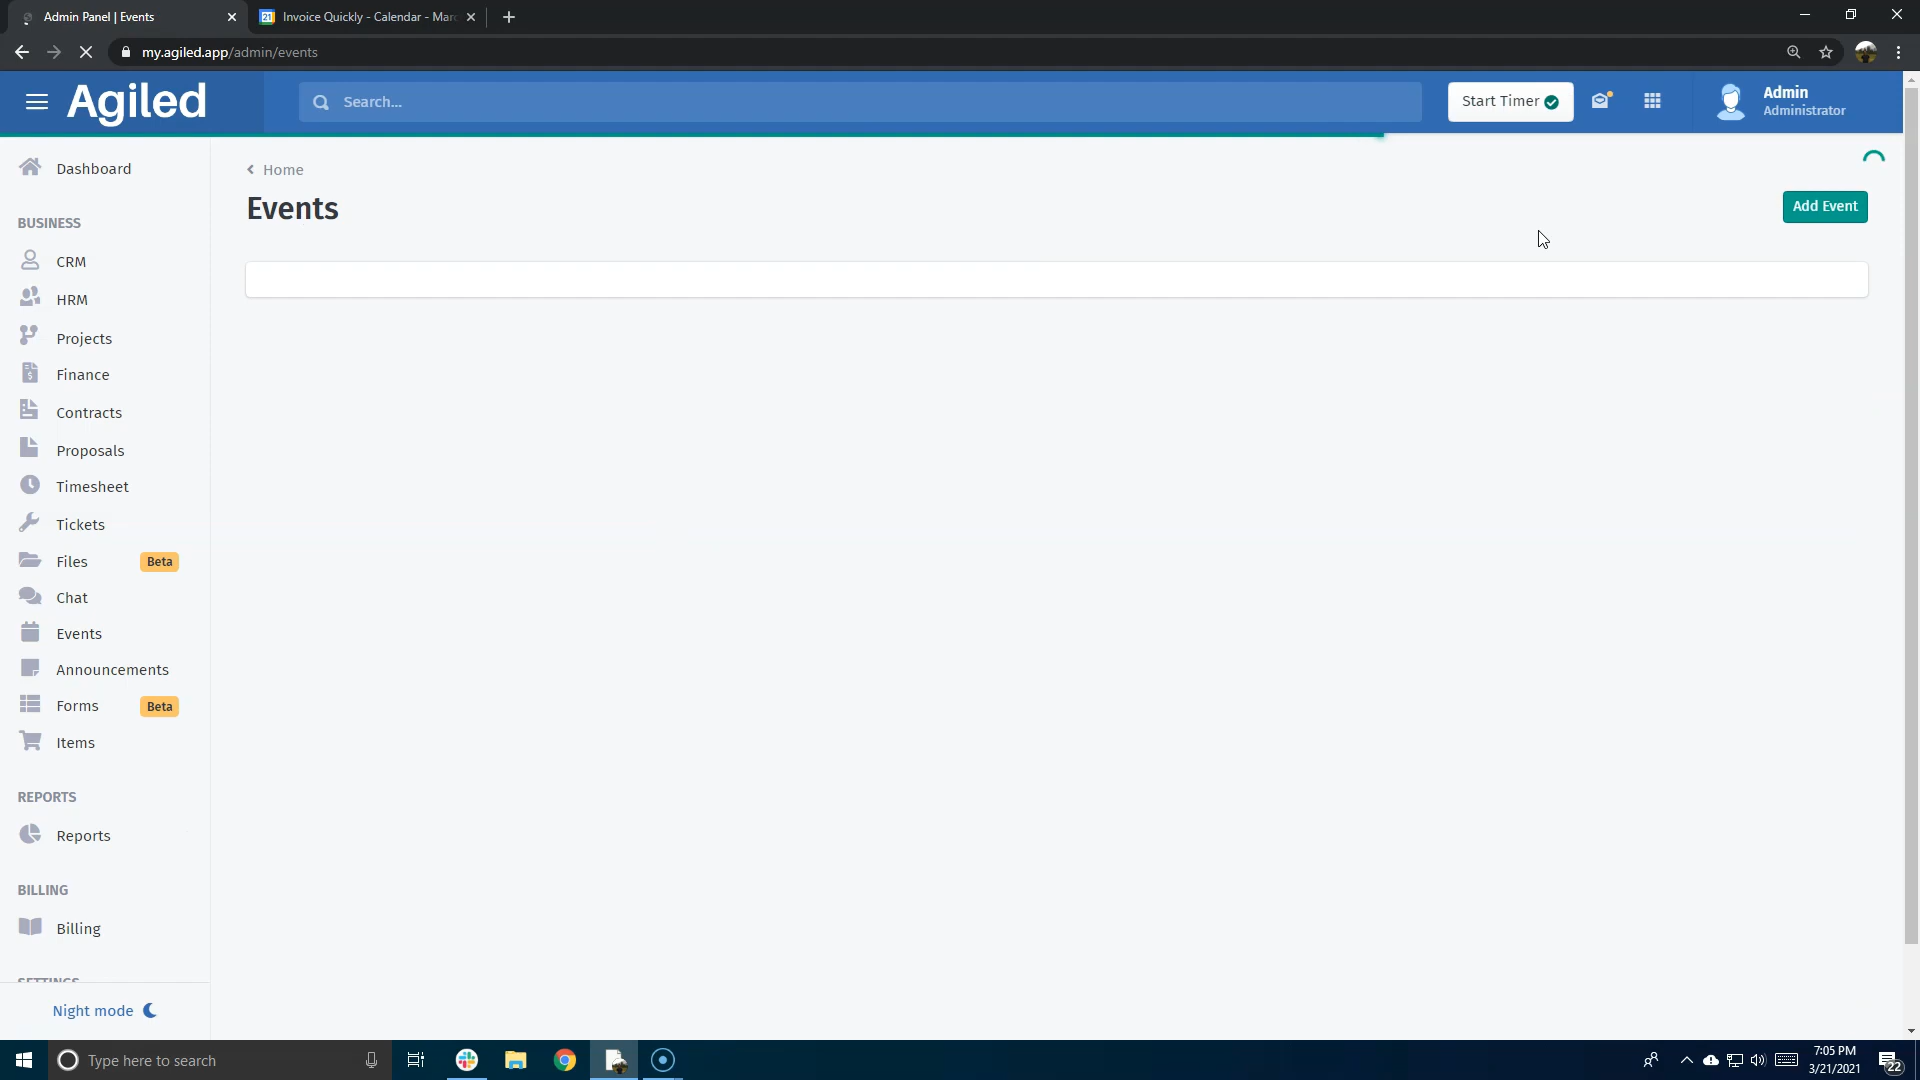 Admin Panel | Events
Invoice Quickly - Calendar - Marc
my.agiled.app/admin/events
Agiled
Search...
Start Timer
Admin
Administrator
Dashboard
Home
Events
Add Event
BUSINESS
CRM
HRM
Projects
Finance
Contracts
Proposals
Timesheet
Tickets
Files
Beta
Chat
Events
Announcements
Forms
Beta
Items
REPORTS
Reports
BILLING
Billing
SETTINGS
Night mode
Type here to search
7:05 PM
3/21/2021
22